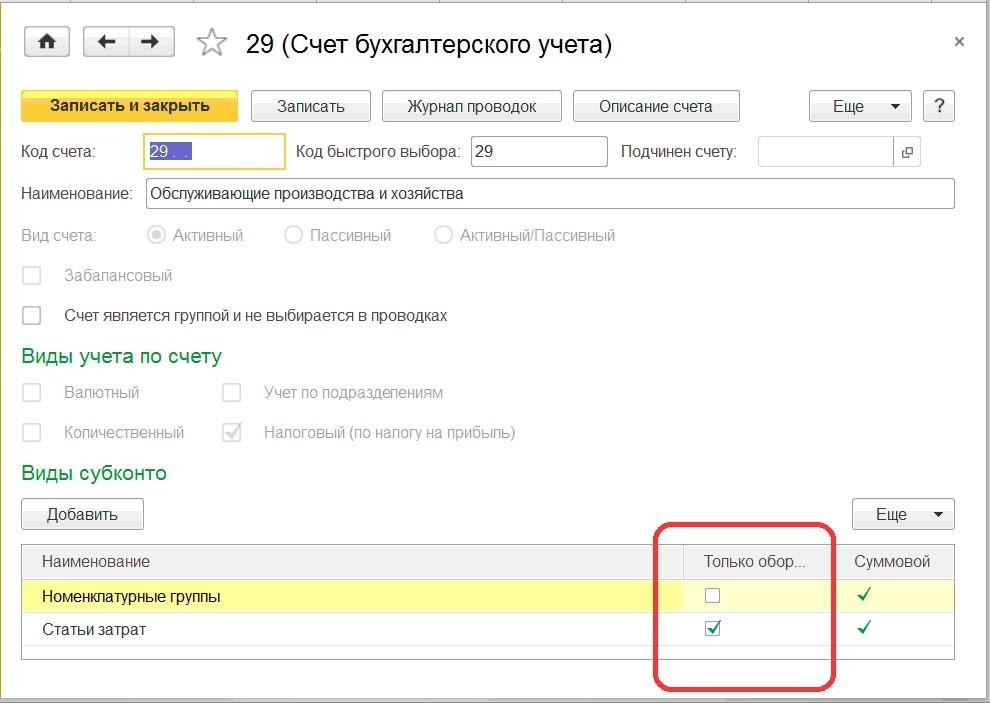 29 (Счет бухгалтерского учета)
Записать и закрыть Записать Журнал проводок Описание счета Еще ?
Код счета: 29 . . Код быстрого выбора: 29 Подчинен счету:
Наименование: Обслуживающие производства и хозяйства
Вид счета: Активный Пассивный Активный/Пассивный
Забалансовый
Счет является группой и не выбирается в проводках
Виды учета по счету
Валютный Учет по подразделениям
Количественный Налоговый (по налогу на прибыль)
Виды субконто
Добавить Еще
Наименование Только обор... Суммовой
Номенклатурные группы
Статьи затрат